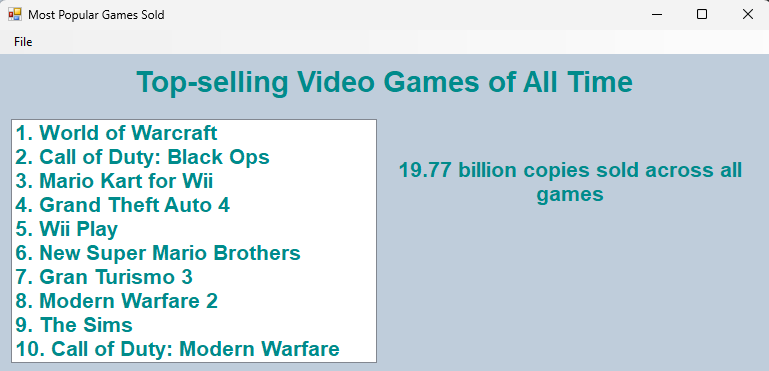 Most Popular Games Sold
File
Top-selling Video Games of All Time
1. World of Warcraft
2. Call of Duty: Black Ops
3. Mario Kart for Wii
4. Grand Theft Auto 4
5. Wii Play
6. New Super Mario Brothers
7. Gran Turismo 3
8. Modern Warfare 2
9. The Sims
10. Call of Duty: Modern Warfare
19.77 billion copies sold across all
games